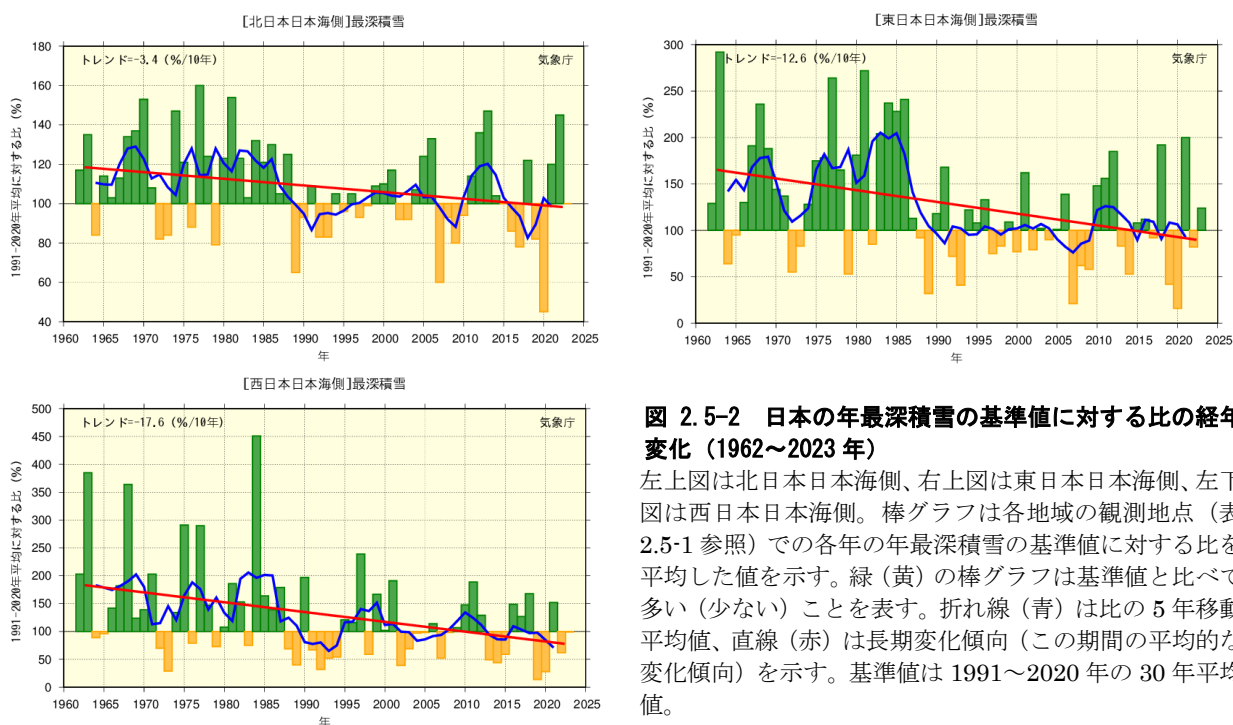 [北日本日本海側]最深積雪
トレンド=-3.4 (%/10年)
気象庁
1991-2020年平均に対する比 (%)
180
160
140
120
100
80
60
40
1960 1965 1970 1975 1980 1985 1990 1995 2000 2005 2010 2015 2020 2025
年
[東日本日本海側]最深積雪
トレンド=-12.6 (%/10年)
気象庁
1991-2020年平均に対する比 (%)
300
250
200
150
100
50
0
1960 1965 1970 1975 1980 1985 1990 1995 2000 2005 2010 2015 2020 2025
年
[西日本日本海側]最深積雪
トレンド=-17.6 (%/10年)
気象庁
1991-2020年平均に対する比 (%)
500
450
400
350
300
250
200
150
100
50
0
1960 1965 1970 1975 1980 1985 1990 1995 2000 2005 2010 2015 2020 2025
年
図 2.5-2 日本の年最深積雪の基準値に対する比の経年
変化（1962～2023 年）
左上図は北日本日本海側、右上図は東日本日本海側、左下
図は西日本日本海側。棒グラフは各地域の観測地点（表
2.5-1 参照）での各年の年最深積雪の基準値に対する比を
平均した値を示す。緑（黄）の棒グラフは基準値と比べて
多い（少ない）ことを表す。折れ線（青）は比の 5 年移動
平均値、直線（赤）は長期変化傾向（この期間の平均的な
変化傾向）を示す。基準値は 1991～2020 年の 30 年平均
値。